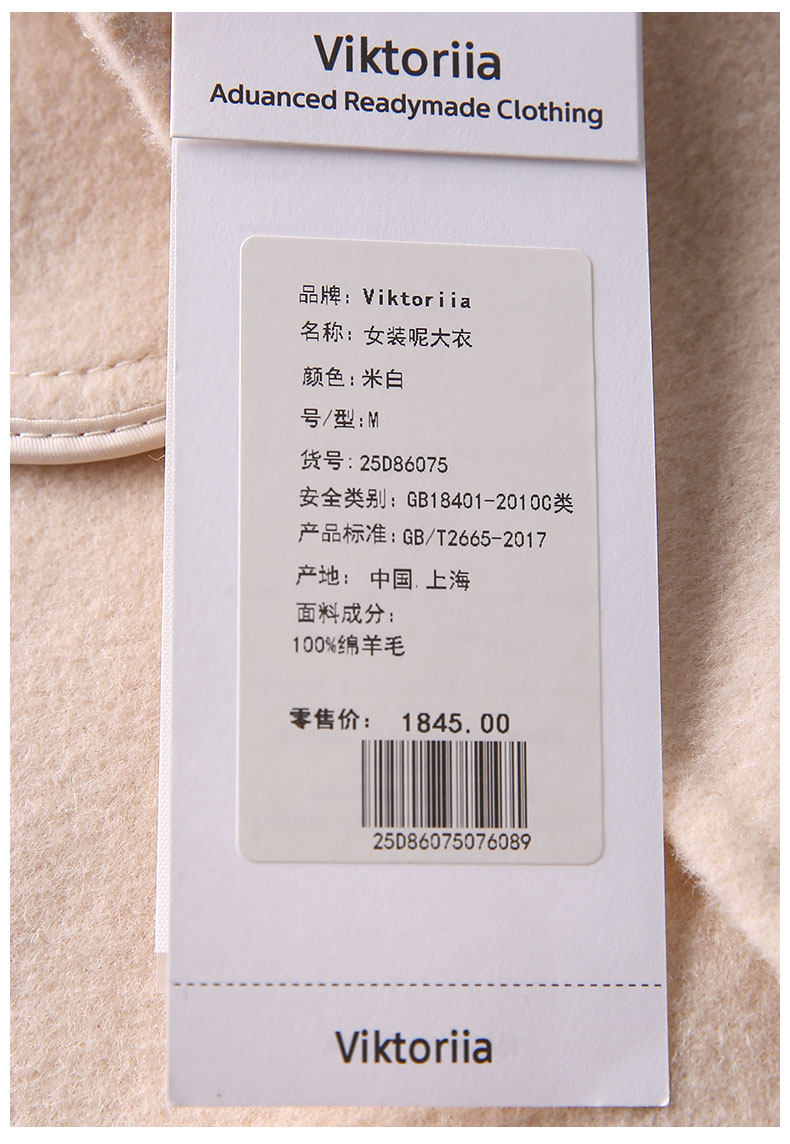 Viktoriia
Aduanced Readymade Clothing
品牌: Viktoriia
名称: 女装呢大衣
颜色: 米白
号/型: M
货号: 25D86075
安全类别: GB18401-2010C类
产品标准: GB/T2665-2017
产地: 中国.上海
面料成分:
100%绵羊毛
零售价: 1845.00
25D86075076089
Viktoriia